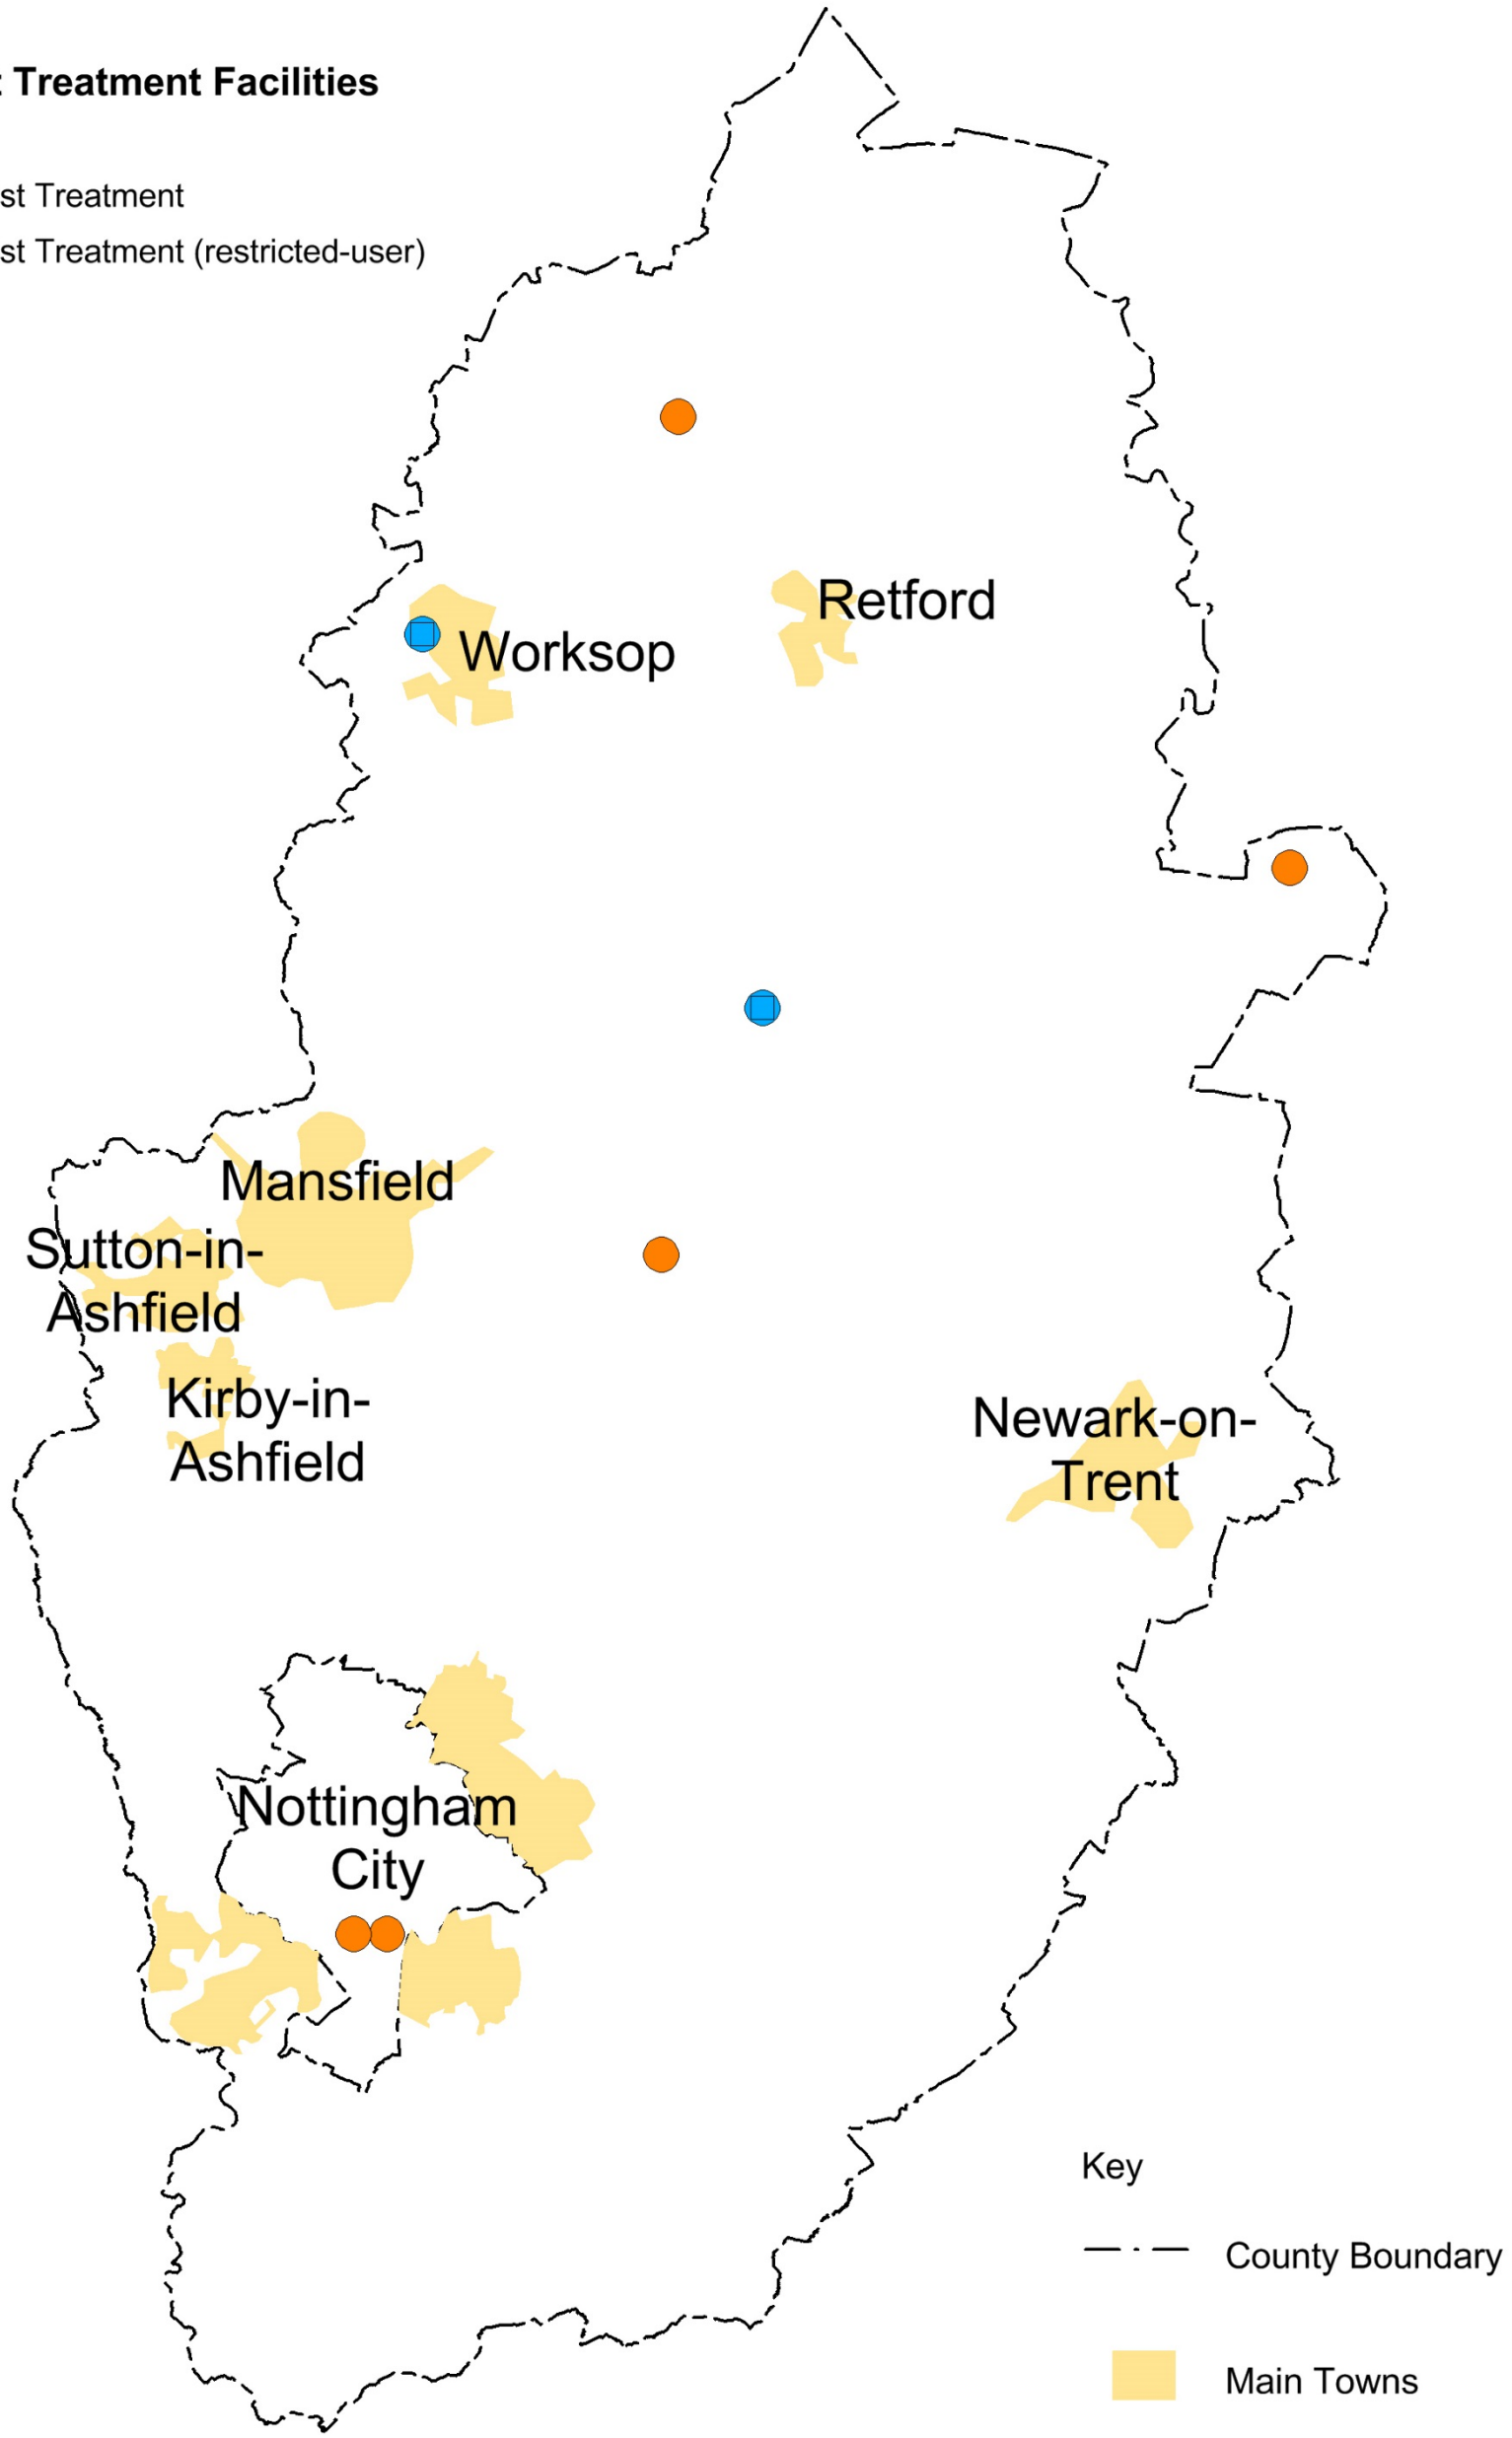 : Treatment Facilities
st Treatment
st Treatment (restricted-user)
Retford
Worksop
Mansfield
Sutton-in-
Ashfield
Kirby-in-
Ashfield
Newark-on-
Trent
Nottingham
City
Key
County Boundary
Main Towns